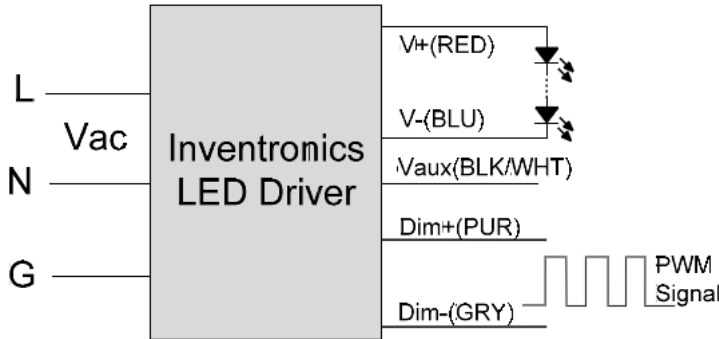 V+(RED)
L
Vac
V-(BLU)
Inventronics
LED Driver
Vaux(BLK/WHT)
N
Dim+(PUR)
G
PWM
Signal
Dim-(GRY)